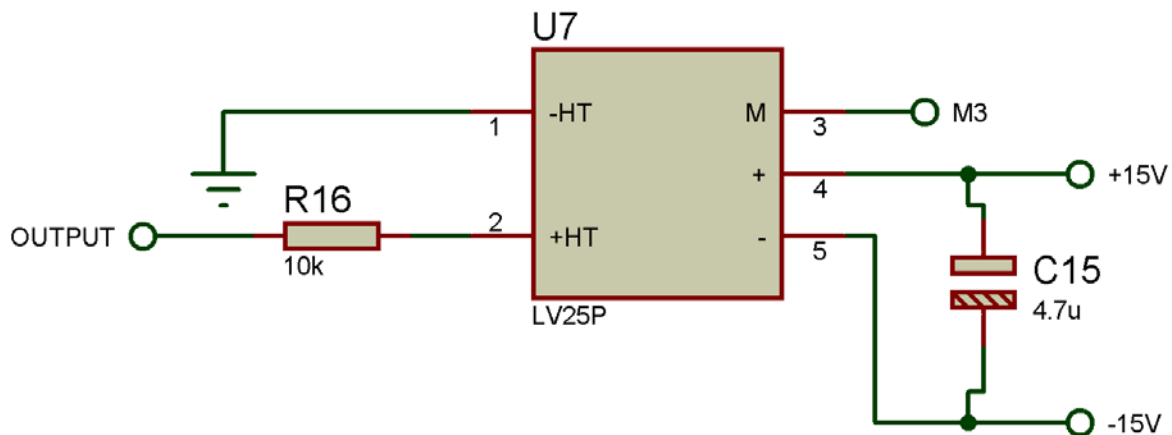 U7
-HT
M
1
3
M3
+
4
+15V
R16
2
OUTPUT
+HT
-
5
10k
C15
4.7u
LV25P
-15V